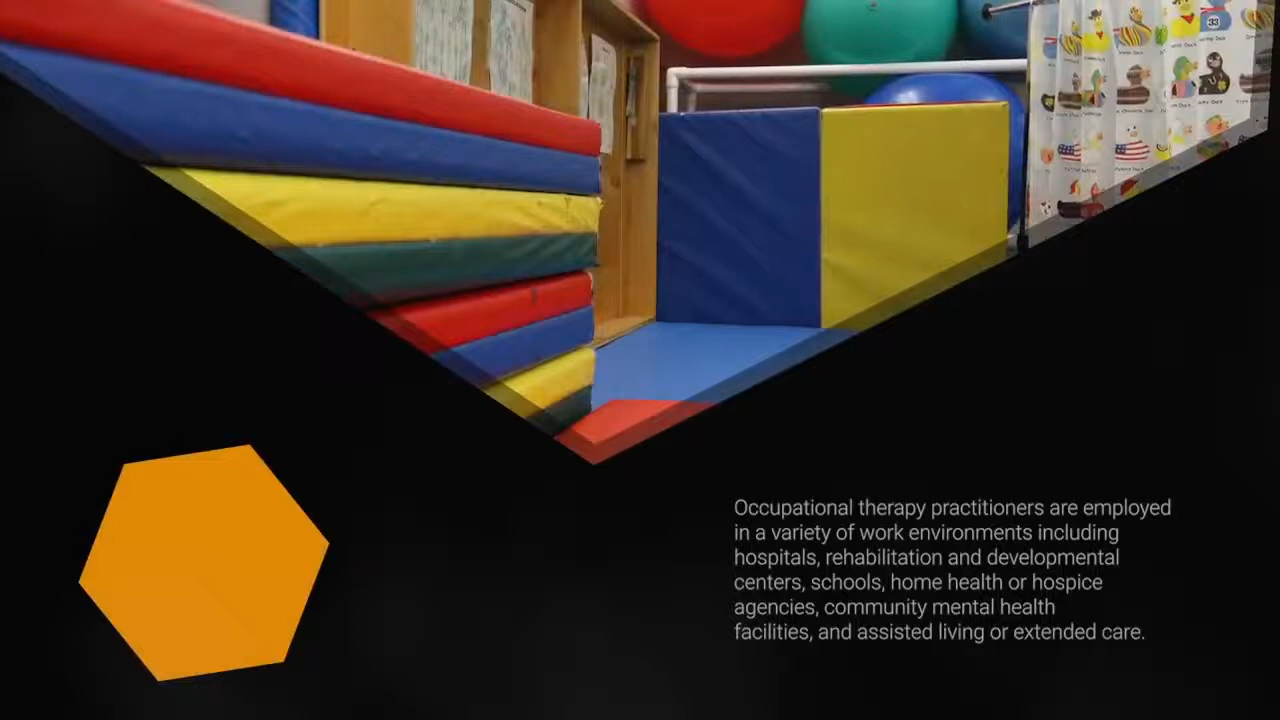 33
Occupational therapy practitioners are employed
in a variety of work environments including
hospitals, rehabilitation and developmental
centers, schools, home health or hospice
agencies, community mental health
facilities, and assisted living or extended care.